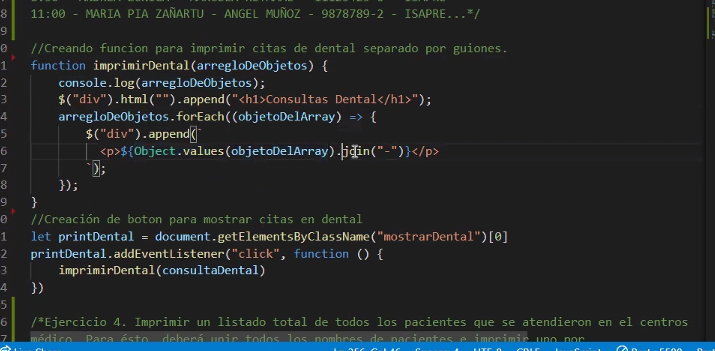 11:00 - MARIA PIA ZAÑARTU - ANGEL MUÑOZ - 9878789-2 - ISAPRE...*/
//Creando funcion para imprimir citas de dental separado por guiones.
function imprimirDental(arregloDeObjetos) {
console.log(arregloDeObjetos);
$("div").html("").append("<h1>Consultas Dental</h1>");
arregloDeObjetos.forEach((objetoDelArray) => {
$("div").append(`
<p>${Object.values(objetoDelArray).join("-")}</p>
`);
});
}
//Creación de boton para mostrar citas en dental
let printDental = document.getElementsByClassName("mostrarDental")[0]
printDental.addEventListener("click", function () {
imprimirDental(consultaDental)
})
/*Ejercicio 4. Imprimir un listado total de todos los pacientes que se atendieron en el centros
médico. Para ésto, deberá unir todos los nombres de pacientes e imprimir uno por